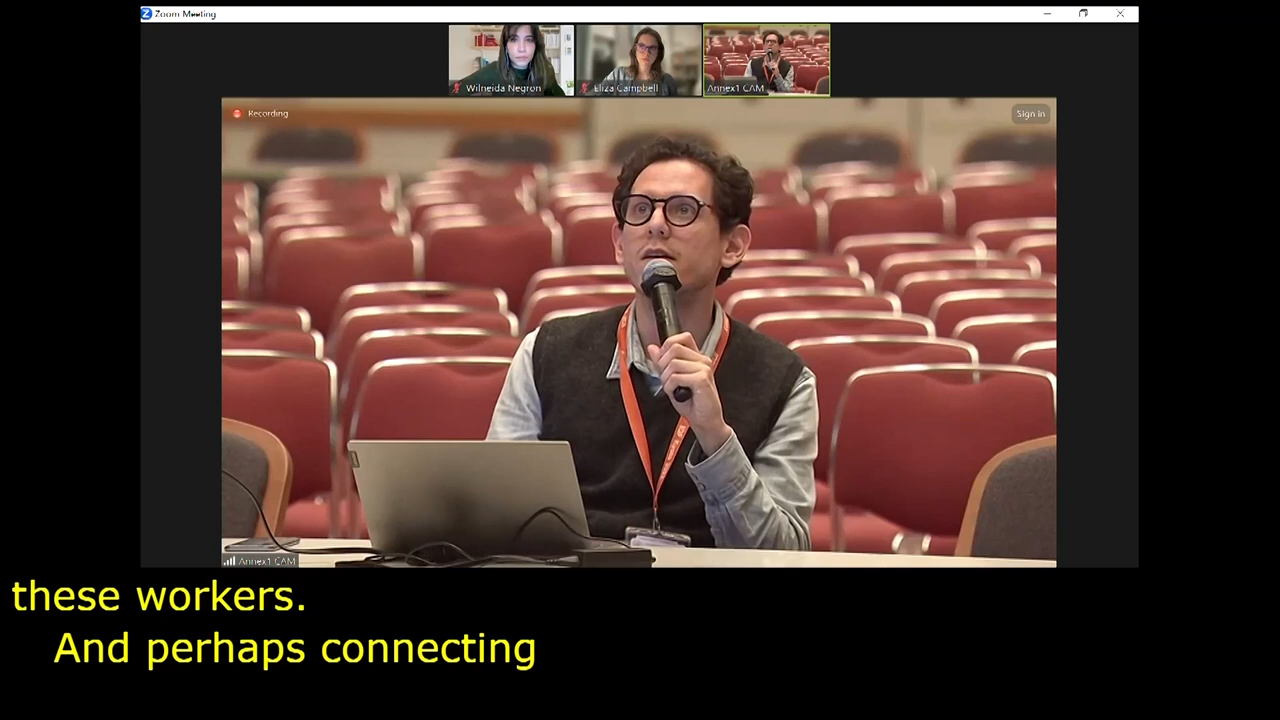 Zoom Meeting
Wilneida Negron
Eliza Campbell
Annex1 CAM
Recording
Sign in
Annex1 CAM
these workers.
And perhaps connecting